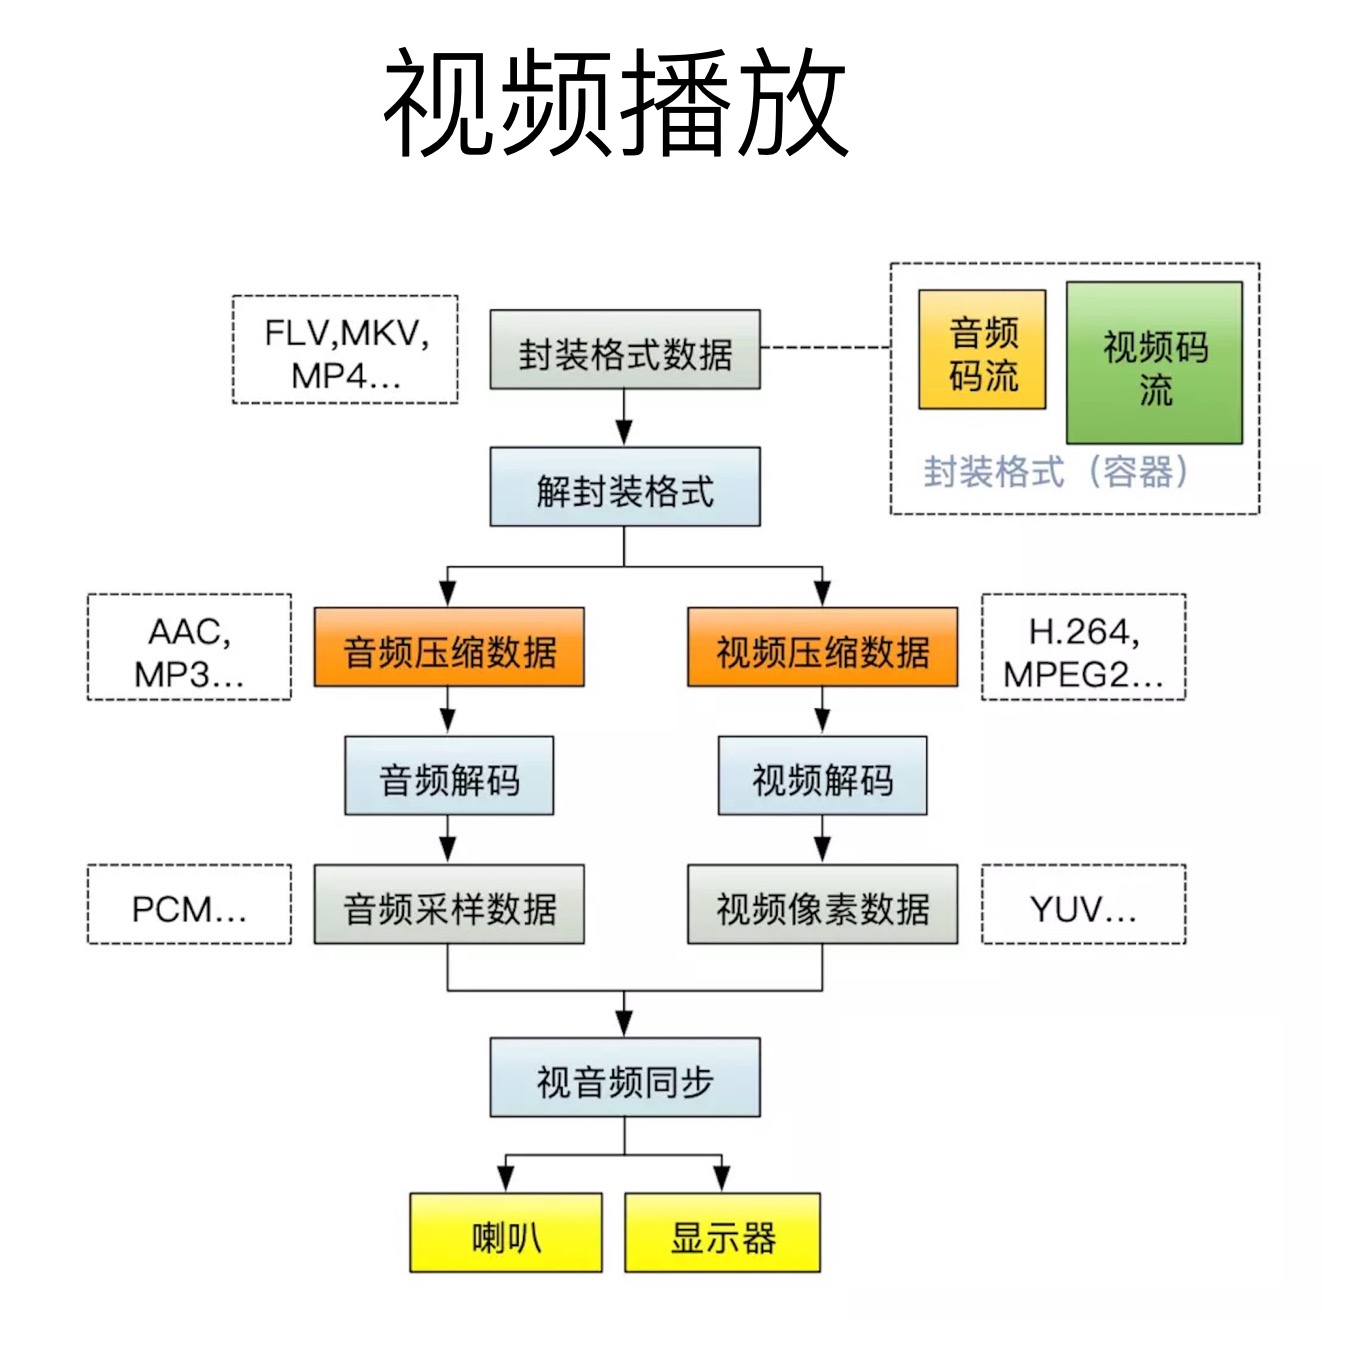 视频播放
FLV,MKV,
MP4...
封装格式数据
音频
码流
视频码
流
封装格式（容器）
解封装格式
AAC,
MP3...
音频压缩数据
视频压缩数据
H.264,
MPEG2...
音频解码
视频解码
PCM...
音频采样数据
视频像素数据
YUV...
视音频同步
喇叭
显示器